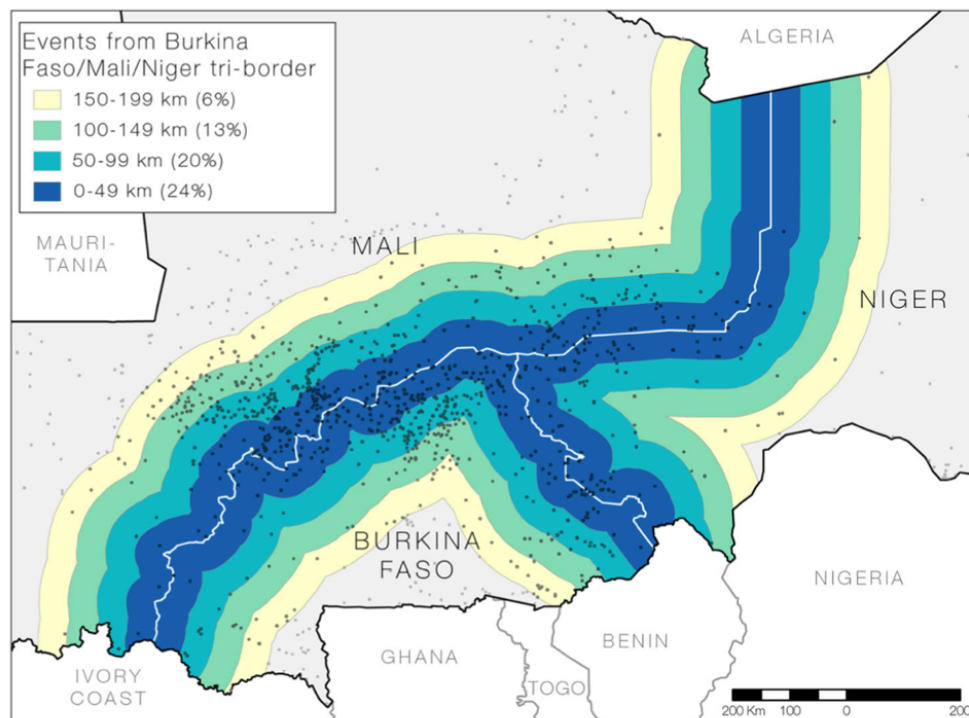 Events from Burkina
Faso/Mali/Niger tri-border
150-199 km (6%)
100-149 km (13%)
50-99 km (20%)
0-49 km (24%)
ALGERIA
MAURI-
TANIA
MALI
NIGER
BURKINA
FASO
NIGERIA
IVORY
COAST
GHANA
TOGO
BENIN
200 Km 100 0 200